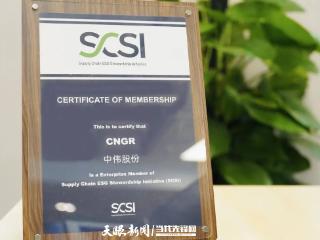 SCSI
Supply Chain ESG Stewardship Initiative
CERTIFICATE OF MEMBERSHIP
This is to certify that
CNGR
中伟股份
Is a Enterprise Member of
Supply Chain ESG Stewardship Initiative (SCSI)
SCSI
天眼新闻/当代先锋网